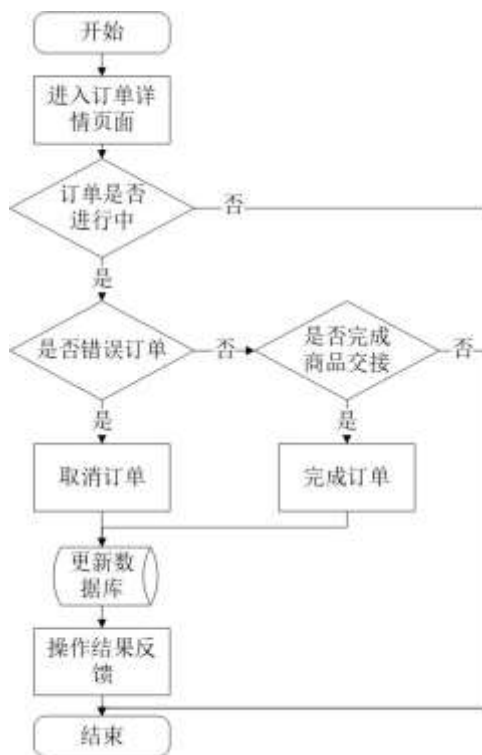 开始
进入订单详
情页面
订单是否
进行中
否
是
是否错误订单
否
是否完成
商品交接
否
是
是
取消订单
完成订单
更新数
据库
操作结果反
馈
结束